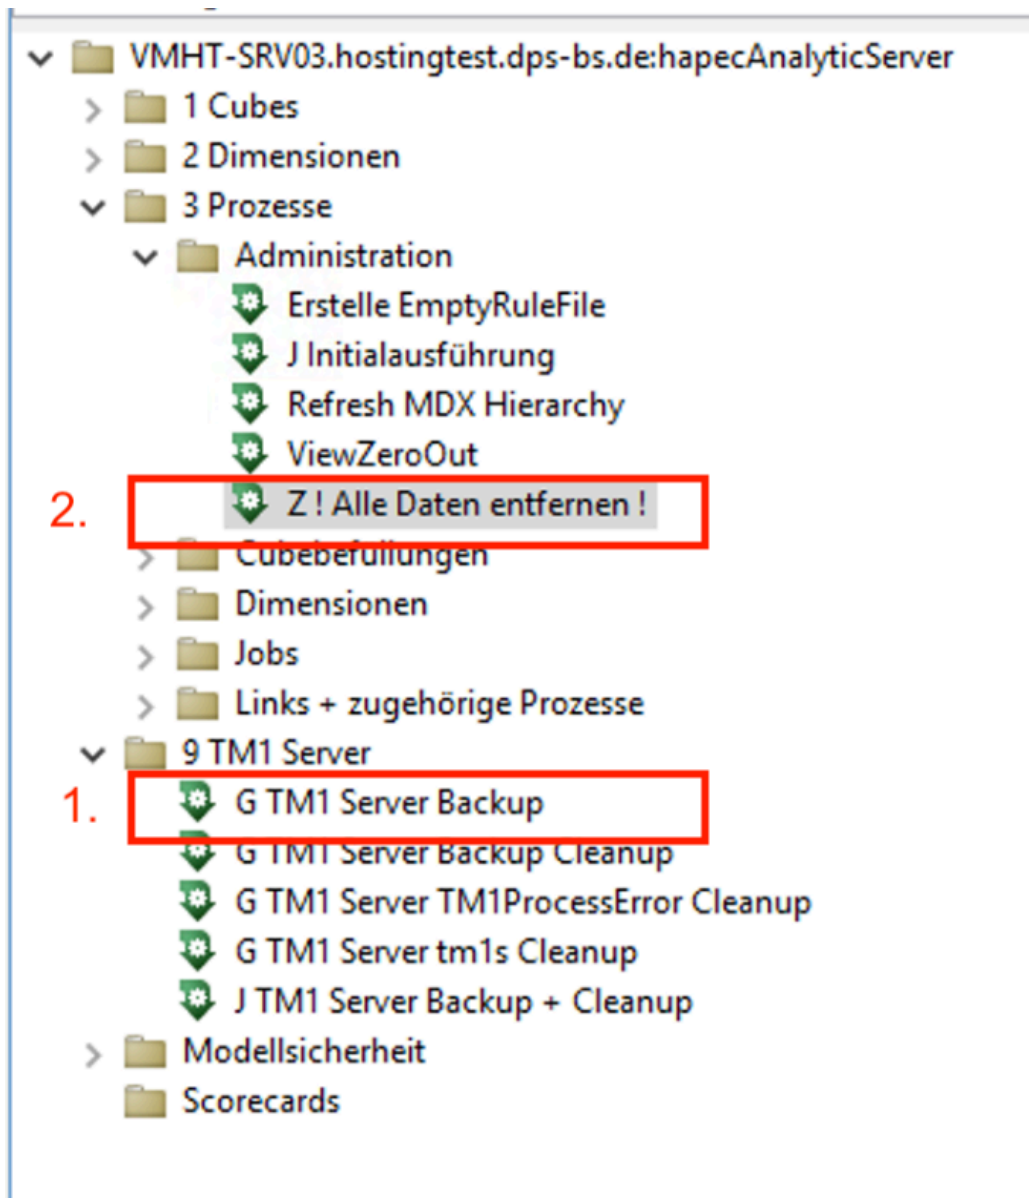 VMHT-SRV03.hostingtest.dps-bs.de:hapecAnalyticServer
1 Cubes
2 Dimensionen
3 Prozesse
Administration
Erstelle EmptyRuleFile
J Initialausführung
Refresh MDX Hierarchy
ViewZeroOut
2. Z ! Alle Daten entfernen !
Cubebefüllungen
Dimensionen
Jobs
Links + zugehörige Prozesse
9 TM1 Server
1. G TM1 Server Backup
G TM1 Server Backup Cleanup
G TM1 Server TM1ProcessError Cleanup
G TM1 Server tm1s Cleanup
J TM1 Server Backup + Cleanup
Modellsicherheit
Scorecards